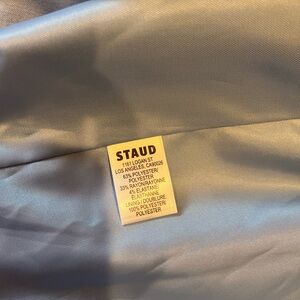 STAUD
1161 LOGAN ST
LOS ANGELES, CA90026
63% POLYESTER/
POLYESTER
33% RAYON/RAYONNE
4% ELASTANE/
ELASTHANNE
LINING / DOUBLURE:
100% POLYESTER/
POLYESTER